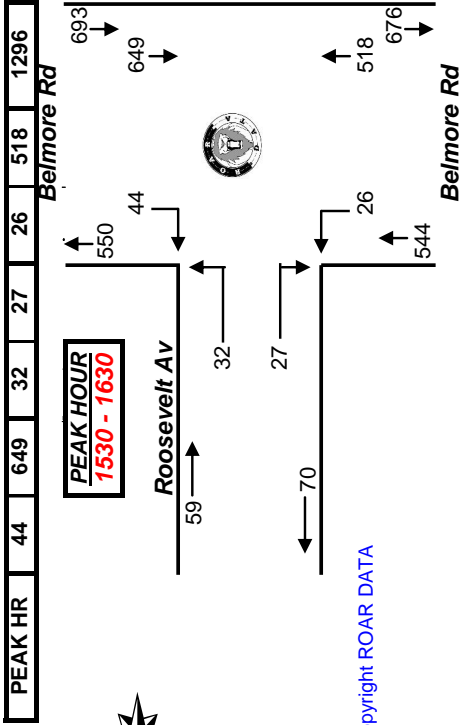 PEAK HR 44 649 32 27 26 518 1296
Belmore Rd
693
649
44
550
PEAK HOUR
1530 - 1630
Roosevelt Av
59
32
27
70
26
518
544
676
Belmore Rd
pyright ROAR DATA